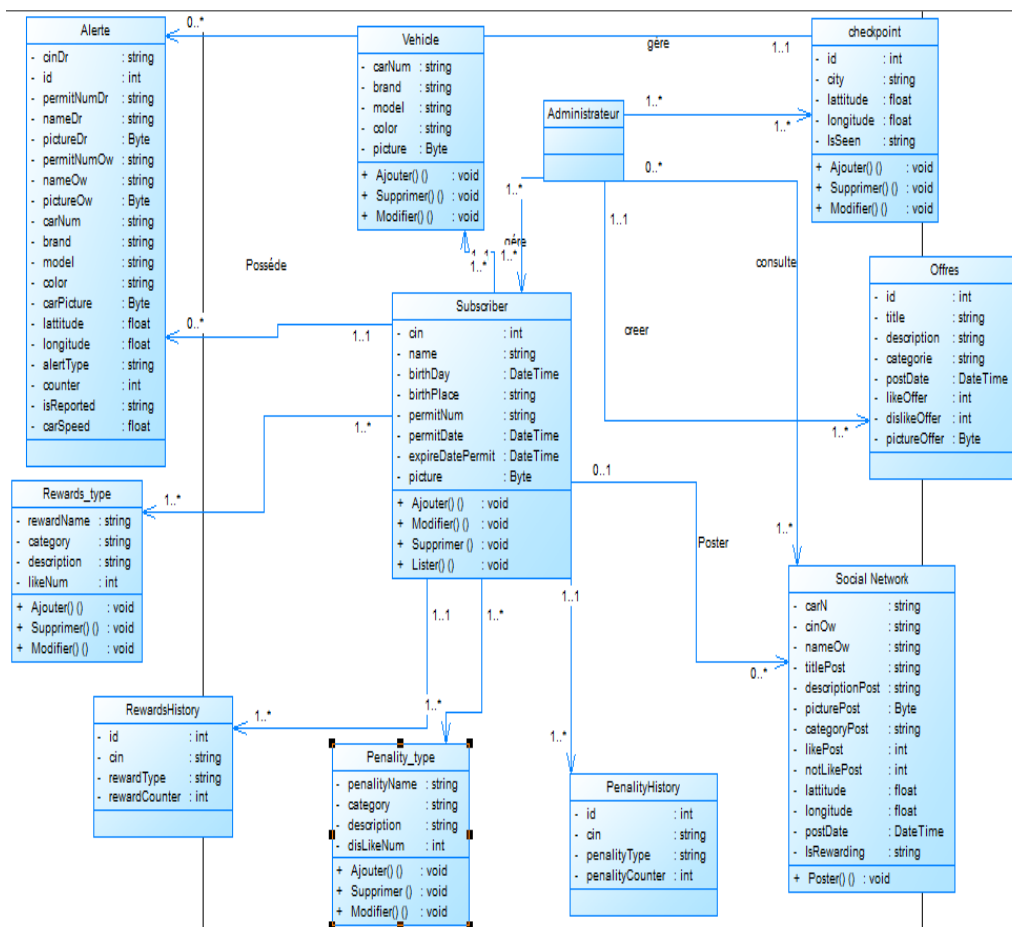 Alerte
- cinDr : string
- id : int
- permitNumDr : string
- nameDr : string
- pictureDr : Byte
- permitNumOw : string
- nameOw : string
- pictureOw : Byte
- carNum : string
- brand : string
- model : string
- color : string
- carPicture : Byte
- lattitude : float
- longitude : float
- alertType : string
- counter : int
- isReported : string
- carSpeed : float
0..*
Vehicle
- carNum : string
- brand : string
- model : string
- color : string
- picture : Byte
+ Ajouter() () : void
+ Supprimer() () : void
+ Modifier() () : void
gére
1..1
checkpoint
- id : int
- city : string
- lattitude : float
- longitude : float
- IsSeen : string
+ Ajouter() () : void
+ Supprimer() () : void
+ Modifier() () : void
Administrateur
1..*
1..*
0..*
1..*
1..1
gére
1..1
1..*
1..*
Posséde
consulte
creer
Offres
- id : int
- title : string
- description : string
- categorie : string
- postDate : DateTime
- likeOffer : int
- dislikeOffer : int
- pictureOffer : Byte
1..*
Subscriber
- cin : int
- name : string
- birthDay : DateTime
- birthPlace : string
- permitNum : string
- permitDate : DateTime
- expireDatePermit : DateTime
- picture : Byte
+ Ajouter() () : void
+ Modifier() () : void
+ Supprimer () : void
+ Lister() () : void
0..*
1..1
1..*
1..*
0..1
Poster
1..*
0..*
Rewards_type
- rewardName : string
- category : string
- description : string
- likeNum : int
+ Ajouter() () : void
+ Supprimer() () : void
+ Modifier() () : void
Social Network
- carN : string
- cinOw : string
- nameOw : string
- titlePost : string
- descriptionPost : string
- picturePost : Byte
- categoryPost : string
- likePost : int
- notLikePost : int
- lattitude : float
- longitude : float
- postDate : DateTime
- IsRewarding : string
+ Poster() () : void
1..1
1..*
1..1
RewardsHistory
- id : int
- cin : string
- rewardType : string
- rewardCounter : int
1..*
1..*
1..*
Penality_type
- penalityName : string
- category : string
- description : string
- disLikeNum : int
+ Ajouter() () : void
+ Supprimer () : void
+ Modifier() () : void
PenalityHistory
- id : int
- cin : string
- penalityType : string
- penalityCounter : int